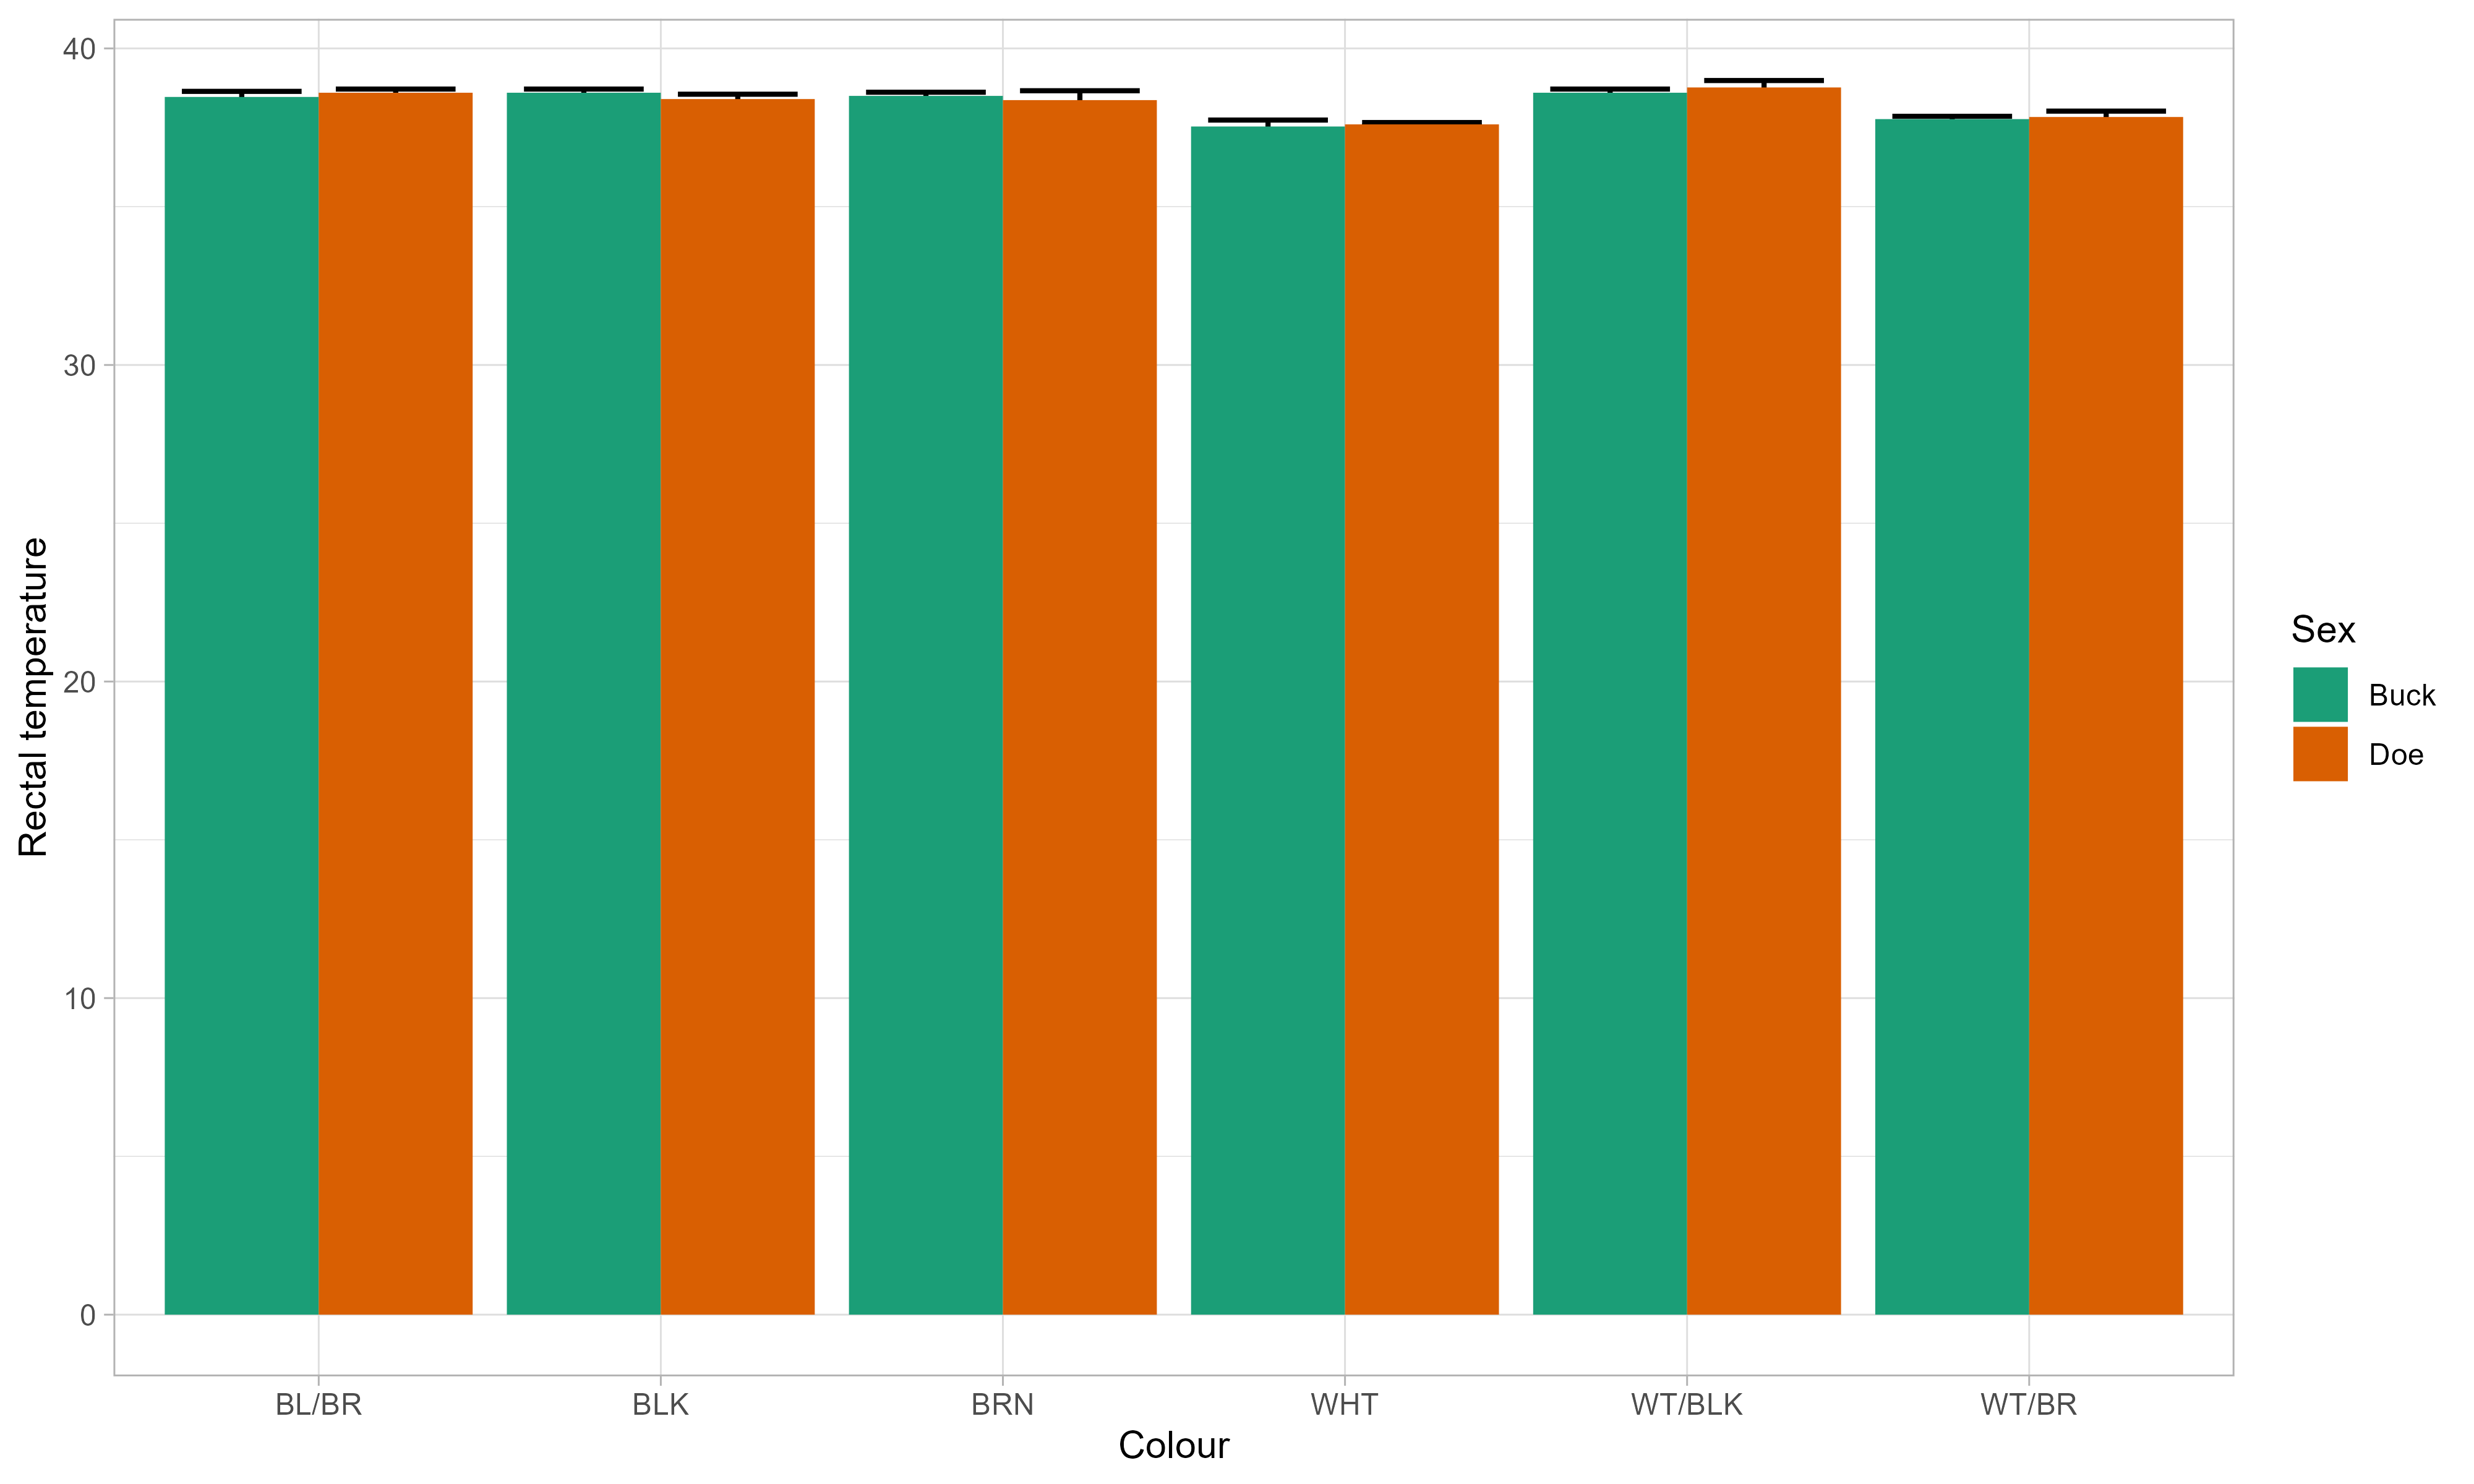 40
30
20
10
0
Rectal temperature
BL/BR
BLK
BRN
WHT
WT/BLK
WT/BR
Colour
Sex
Buck
Doe